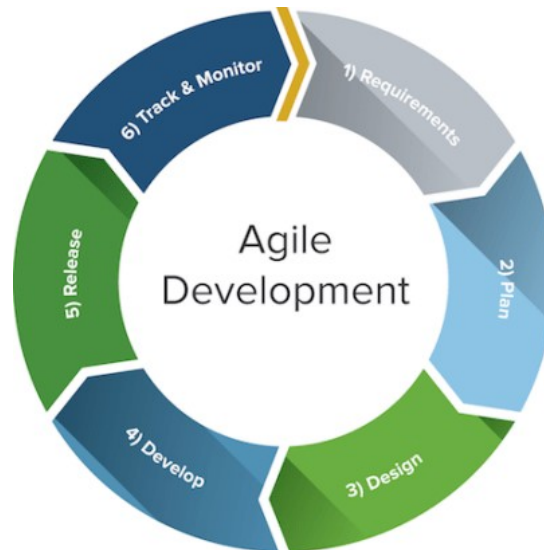 Agile
Development
1) Requirements
2) Plan
3) Design
4) Develop
5) Release
6) Track & Monitor